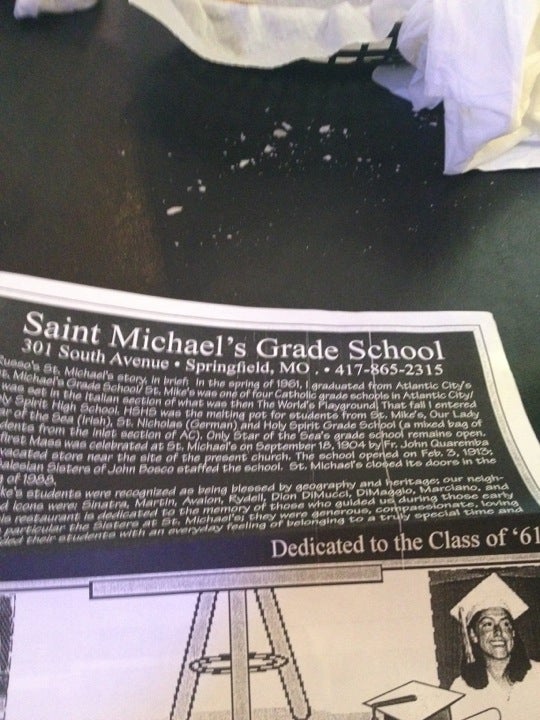 Saint Michael's Grade School
301 South Avenue • Springfield, MO . • 417-865-2315
Russo's St. Michael's story, in brief: In the spring of 1961, I graduated from Atlantic City's
St. Michael's Grade School. St. Mike's was one of four Catholic grade schools in Atlantic City/
was set in the Italian section of what was then The World's Playground. That fall I entered
Spirit High School. HSHS was the melting pot for students from St. Mike's, Our Lady
of the Sea (Irish), St. Nicholas (German) and Holy Spirit Grade School (a mixed bag of
students from the Inlet section of AC). Only Star of the Sea's grade school remains open.
first Mass was celebrated at St. Michael's on September 18, 1904 by Fr. John Quaremba
cated store near the site of the present church. The school opened on Feb. 3, 1913;
Salesian Sisters of John Bosco staffed the school. St. Michael's closed its doors in the
of 1988.
ke's students were recognized as being blessed by geography and heritage; our neigh-
icons were: Sinatra, Martin, Avalon, Rydell, Dion DiMucci, DiMaggio, Marciano, and
restaurant is dedicated to the memory of those who guided us during those early
particular the Sisters at St. Michael's; they were generous, compassionate, loving
ed their students with an everyday feeling of belonging to a truly special time and
Dedicated to the Class of '61